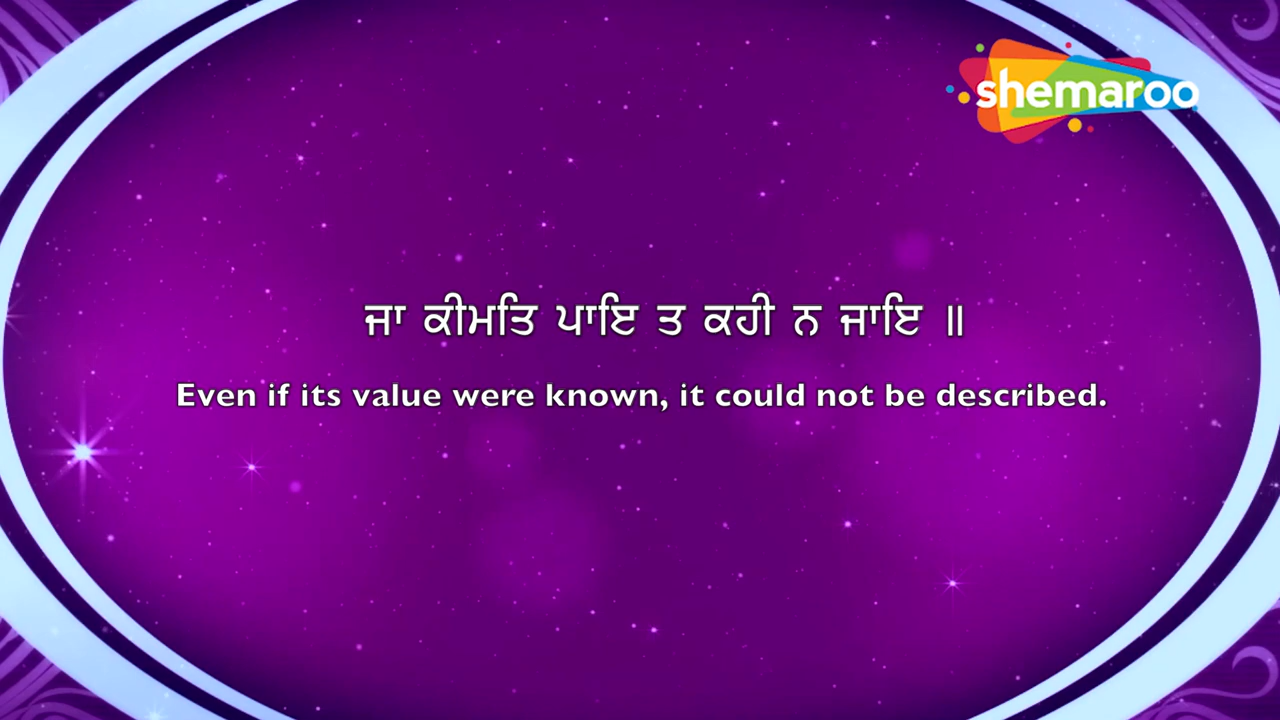 shemaroo
ਜਾ ਕੀਮਤਿ ਪਾਇ ਤ ਕਹੀ ਨ ਜਾਇ ॥
Even if its value were known, it could not be described.